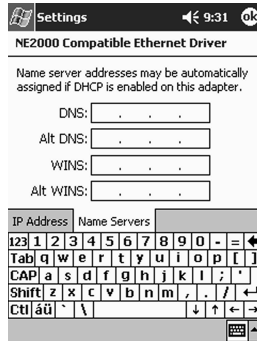 Settings 9:31 ok
NE2000 Compatible Ethernet Driver
Name server addresses may be automatically
assigned if DHCP is enabled on this adapter.
DNS: . . .
Alt DNS: . . .
WINS: . . .
Alt WINS: . . .
IP Address Name Servers
123 1 2 3 4 5 6 7 8 9 0 - =
Tab q w e r t y u i o p [ ]
CAP a s d f g h j k l ; '
Shift z x c v b n m , . /
Ctl áü ` \